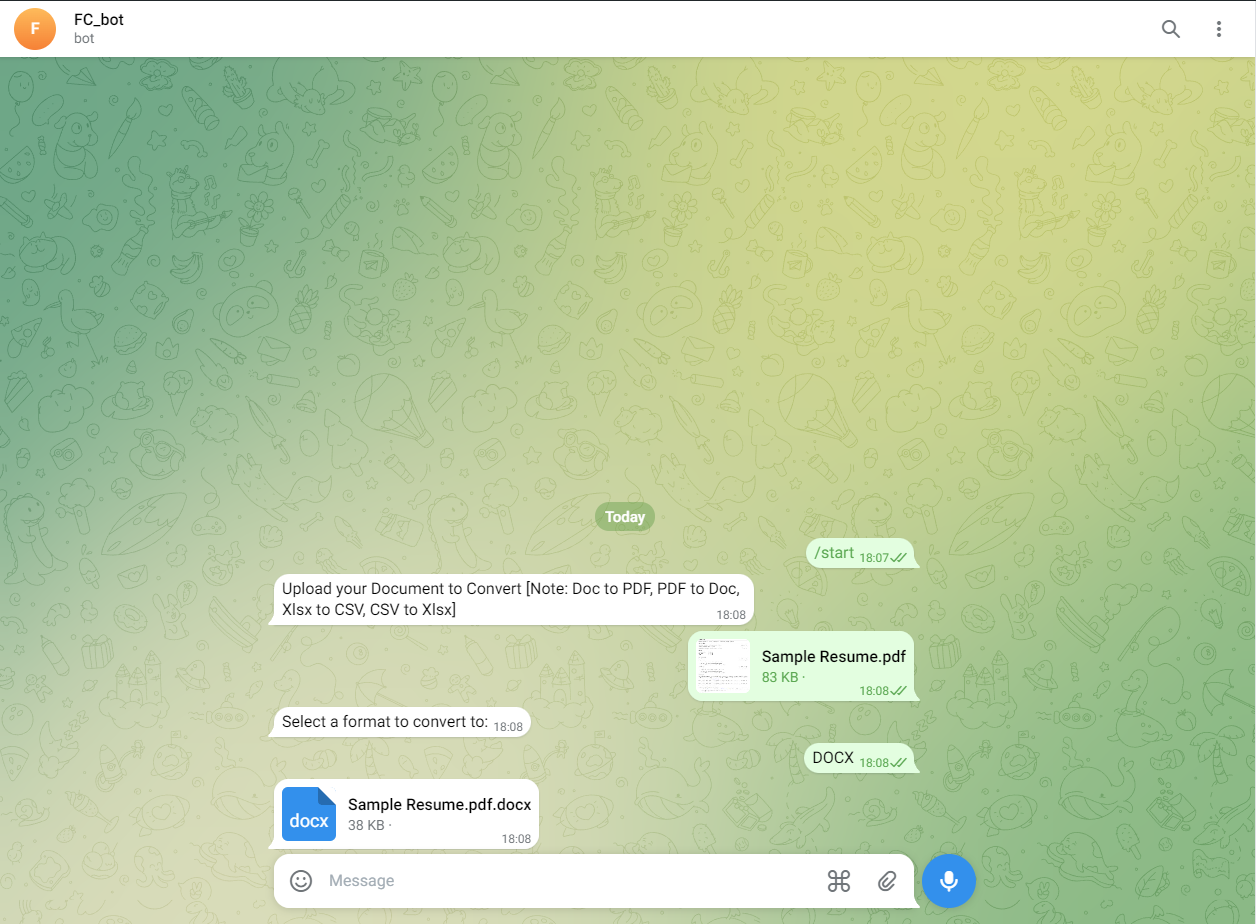 F
FC_bot
bot
Today
/start 18:07
Upload your Document to Convert [Note: Doc to PDF, PDF to Doc,
Xlsx to CSV, CSV to Xlsx]
18:08
Sample Resume.pdf
83 KB ·
18:08
Select a format to convert to: 18:08
DOCX 18:08
docx
Sample Resume.pdf.docx
38 KB ·
18:08
Message